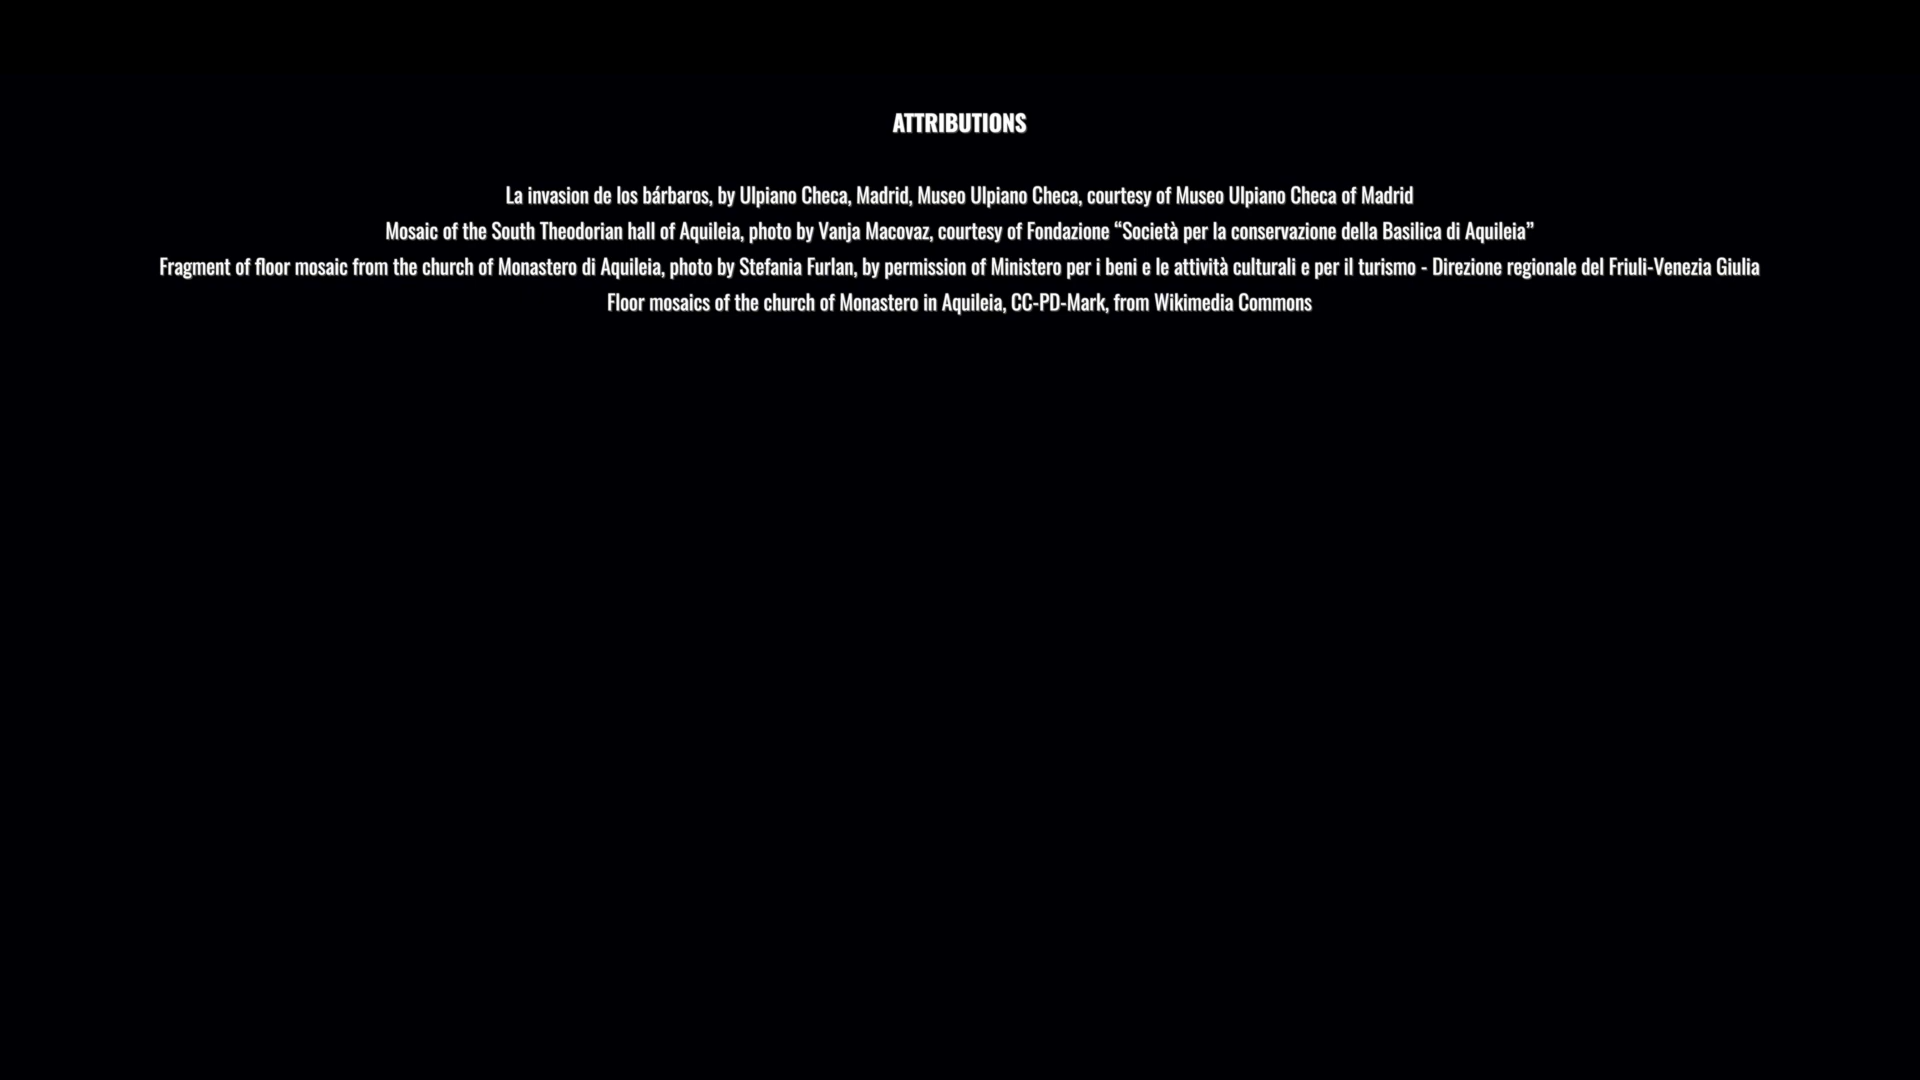 ATTRIBUTIONS
La invasion de los bárbaros, by Ulpiano Checa, Madrid, Museo Ulpiano Checa, courtesy of Museo Ulpiano Checa of Madrid
Mosaic of the South Theodorian hall of Aquileia, photo by Vanja Macovaz, courtesy of Fondazione “Società per la conservazione della Basilica di Aquileia”
Fragment of floor mosaic from the church of Monastero di Aquileia, photo by Stefania Furlan, by permission of Ministero per i beni e le attività culturali e per il turismo - Direzione regionale del Friuli-Venezia Giulia
Floor mosaics of the church of Monastero in Aquileia, CC-PD-Mark, from Wikimedia Commons